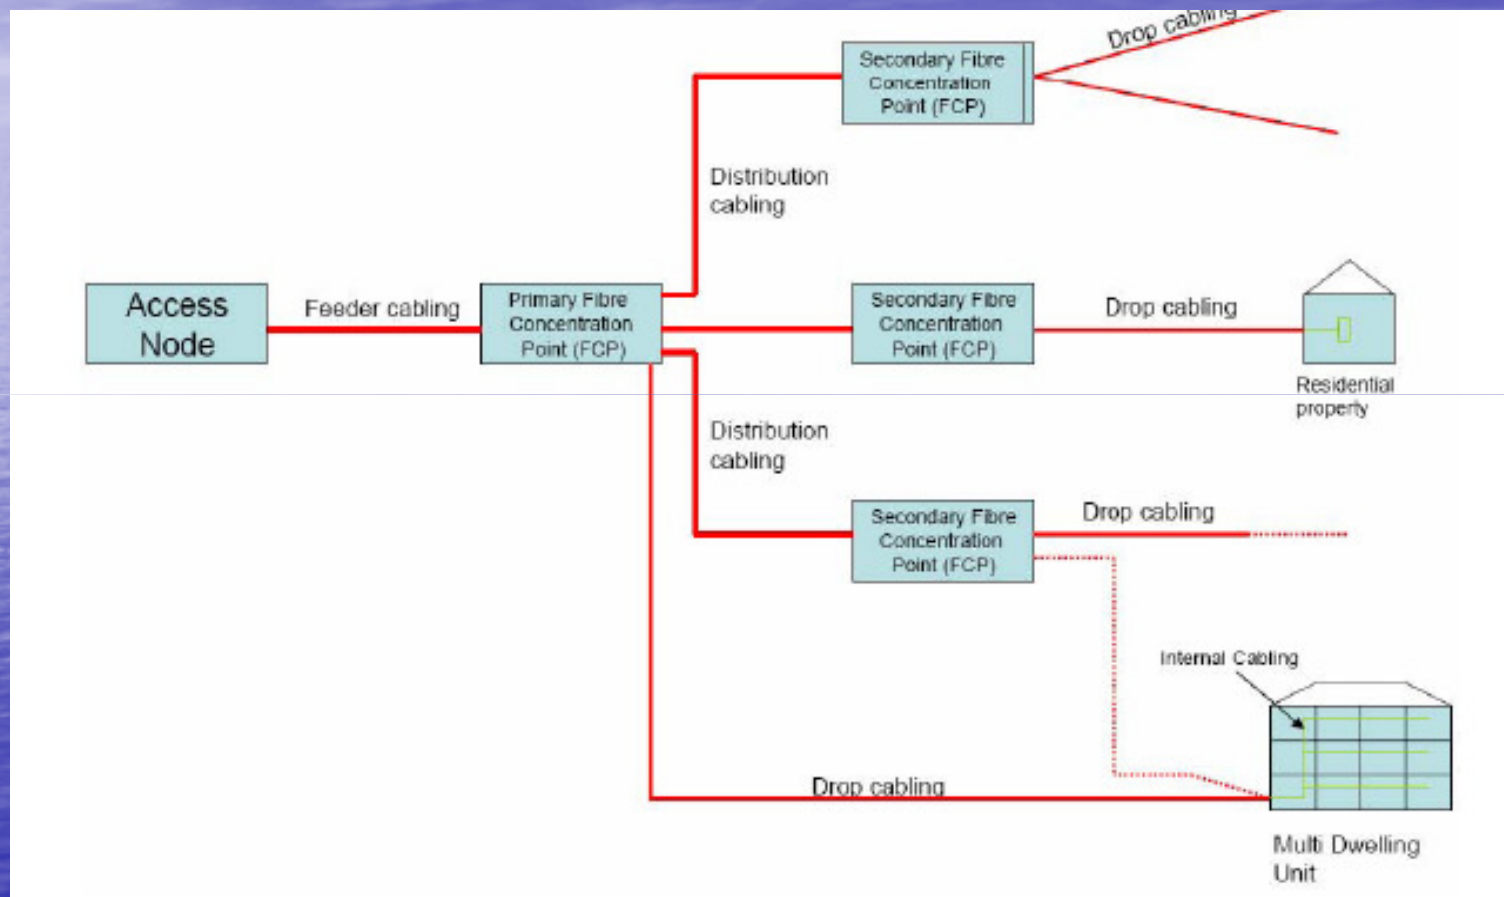 Drop cabling
Secondary Fibre
Concentration
Point (FCP)
Distribution
cabling
Access
Node
Feeder cabling
Primary Fibre
Concentration
Point (FCP)
Secondary Fibre
Concentration
Point (FCP)
Drop cabling
Residential
property
Distribution
cabling
Secondary Fibre
Concentration
Point (FCP)
Drop cabling
Internal Cabling
Drop cabling
Multi Dwelling
Unit